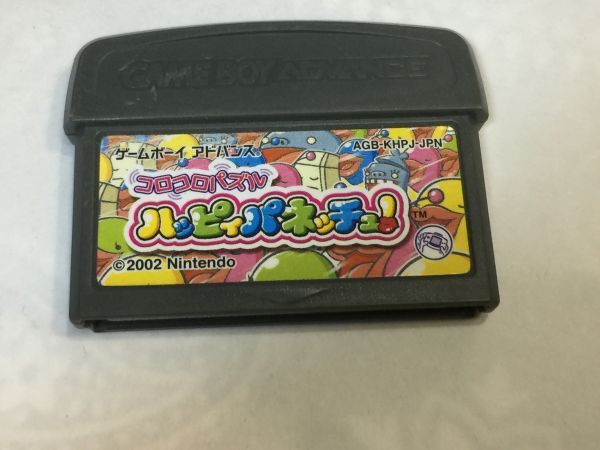 GAME BOY ADVANCE
ゲームボーイ アドバンス
AGB-KHPJ-JPN
コロコロパズル
ハッピィパネッチュ!
TM
©2002 Nintendo